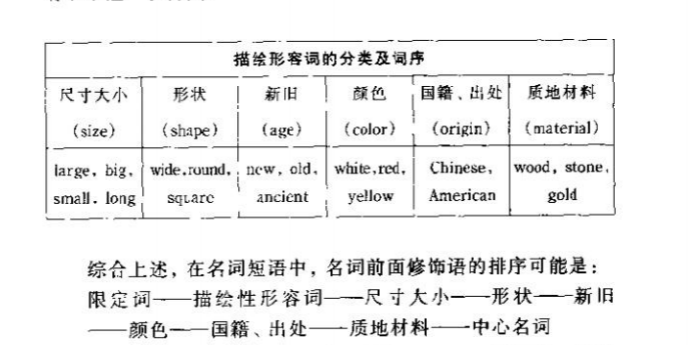 描绘形容词的分类及词序
尺寸大小 形状 新旧 颜色 国籍、出处 质地材料
(size) (shape) (age) (color) (origin) (material)
large, big, wide,round, new, old, white,red, Chinese, wood, stone,
small, long square ancient yellow American gold
综合上述，在名词短语中，名词前面修饰语的排序可能是：
限定词——描绘性形容词——尺寸大小——形状——新旧
——颜色——国籍、出处——质地材料——中心名词